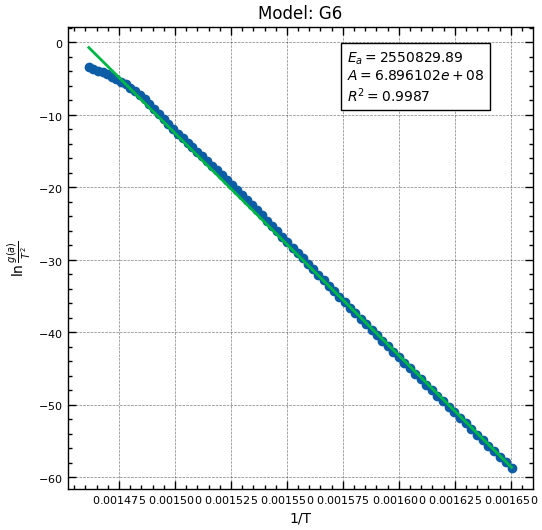 Model: G6
E_a = 2550829.89
A = 6.896102e + 08
R^2 = 0.9987
0
−10
−20
−30
−40
−50
−60
ln g(a)/T^2
0.001475 0.001500 0.001525 0.001550 0.001575 0.001600 0.001625 0.001650
1/T